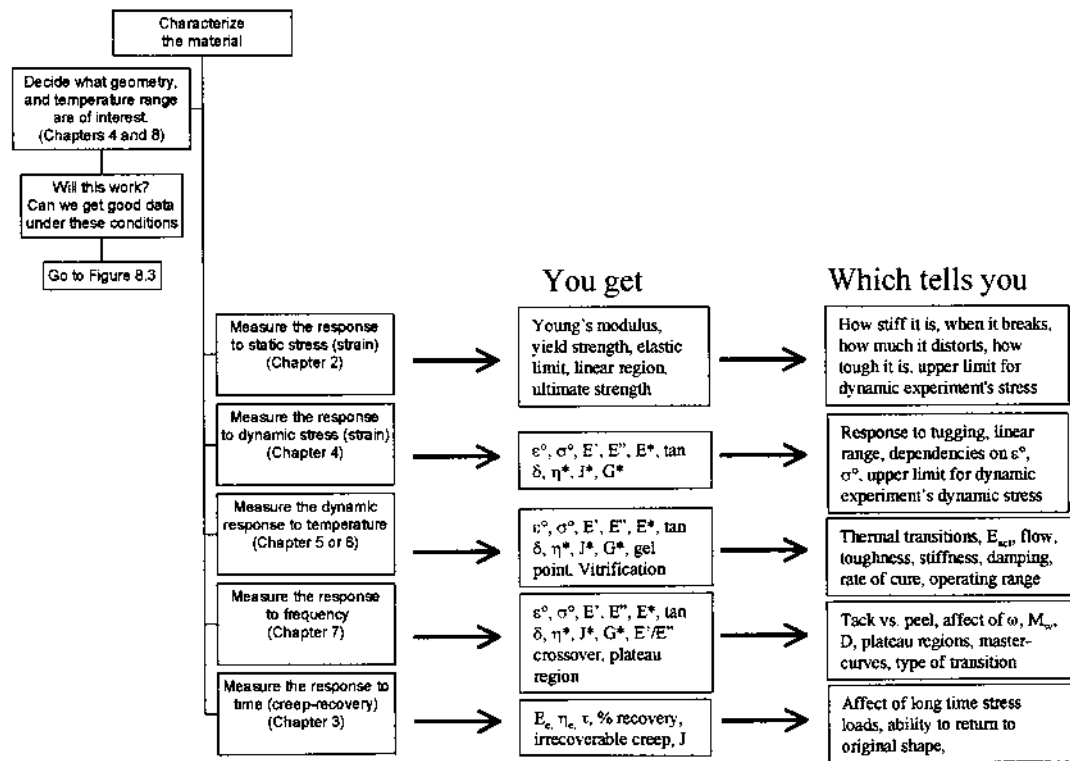 Characterize
the material
Decide what geometry,
and temperature range
are of interest.
(Chapters 4 and 8)
Will this work?
Can we get good data
under these conditions
Go to Figure 8.3
You get
Which tells you
Measure the response
to static stress (strain)
(Chapter 2)
Young's modulus,
yield strength, elastic
limit, linear region,
ultimate strength
How stiff it is, when it breaks,
how much it distorts, how
tough it is, upper limit for
dynamic experiment's stress
Measure the response
to dynamic stress (strain)
(Chapter 4)
ε°, σ°, E', E", E*, tan
δ, η*, J*, G*
Response to tugging, linear
range, dependencies on ε°,
σ°, upper limit for dynamic
experiment's dynamic stress
Measure the dynamic
response to temperature
(Chapter 5 or 6)
ε°, σ°, E', E", E*, tan
δ, η*, J*, G*, gel
point. Vitrification
Thermal transitions, E_act, flow,
toughness, stiffness, damping,
rate of cure, operating range
Measure the response
to frequency
(Chapter 7)
ε°, σ°, E', E", E*, tan
δ, η*, J*, G*, E'/E"
crossover, plateau
region
Tack vs. peel, affect of ω, M_w,
D, plateau regions, master-
curves, type of transition
Measure the response to
time (creep-recovery)
(Chapter 3)
E_e, η_e, τ, % recovery,
irrecoverable creep, J
Affect of long time stress
loads, ability to return to
original shape,